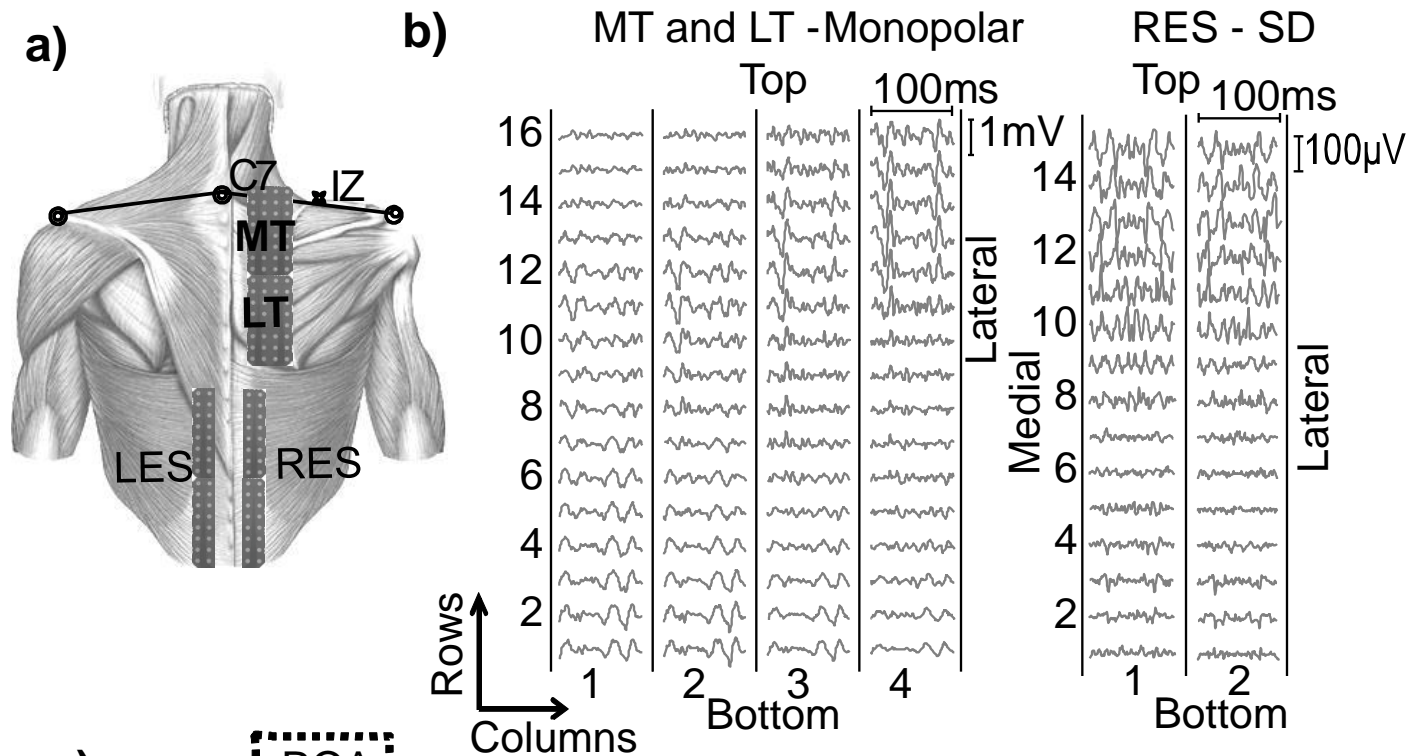 a)
C7
IZ
MT
LT
LES
RES
b)
MT and LT -Monopolar
Top
100ms
1mV
16
14
12
10
8
6
4
2
Lateral
Rows
Columns
1
2
3
4
Bottom
RES - SD
Top
100ms
100µV
14
12
10
8
6
4
2
Medial
Lateral
1
2
Bottom